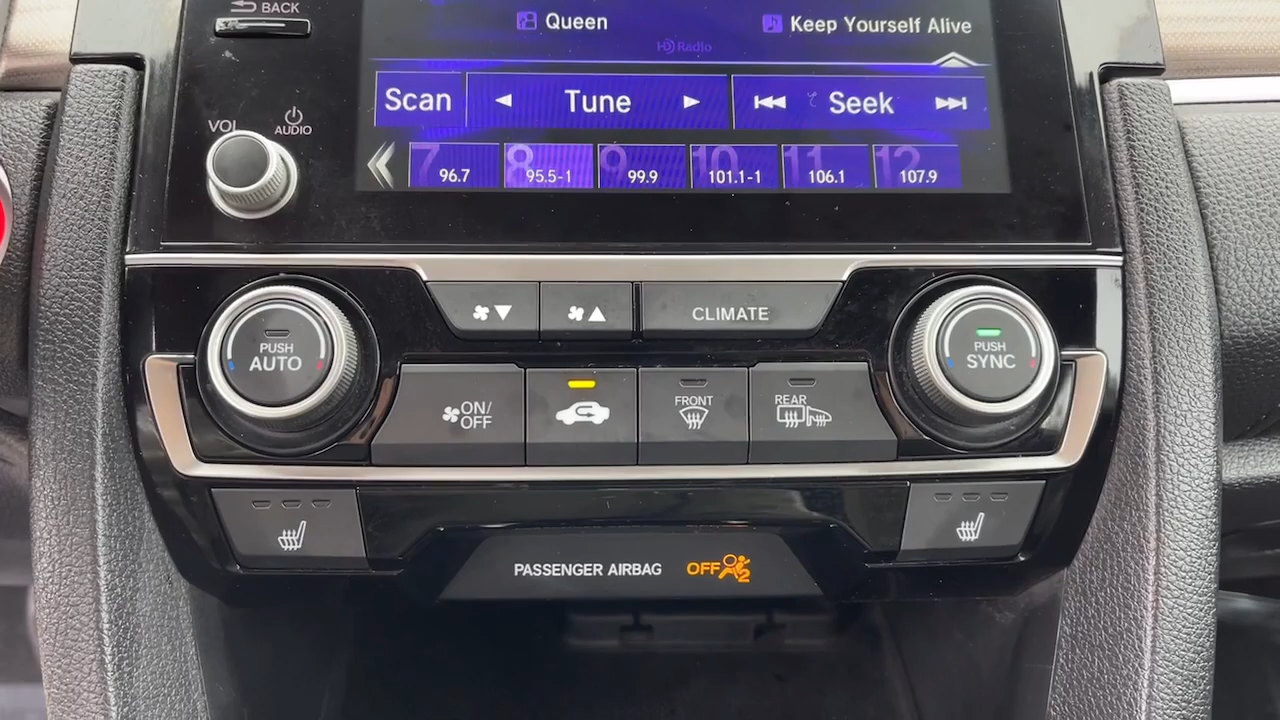 BACK
Queen
Keep Yourself Alive
HD Radio
Scan
Tune
Seek
VOL
AUDIO
7
96.7
8
95.5-1
9
99.9
10
101.1-1
11
106.1
12
107.9
CLIMATE
PUSH
AUTO
PUSH
SYNC
ON/
OFF
FRONT
REAR
PASSENGER AIRBAG
OFF
2